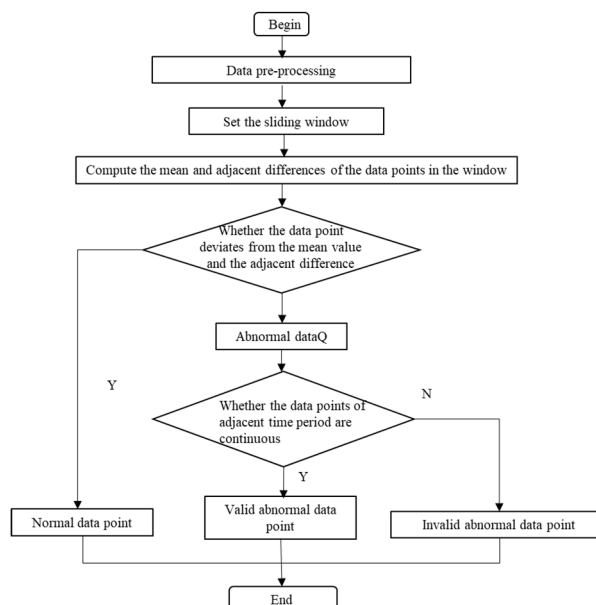 Begin
Data pre-processing
Set the sliding window
Compute the mean and adjacent differences of the data points in the window
Whether the data point
deviates from the mean value
and the adjacent difference
Abnormal dataQ
Y
Whether the data points of
adjacent time period are
continuous
N
Y
Normal data point
Valid abnormal data
point
Invalid abnormal data point
End